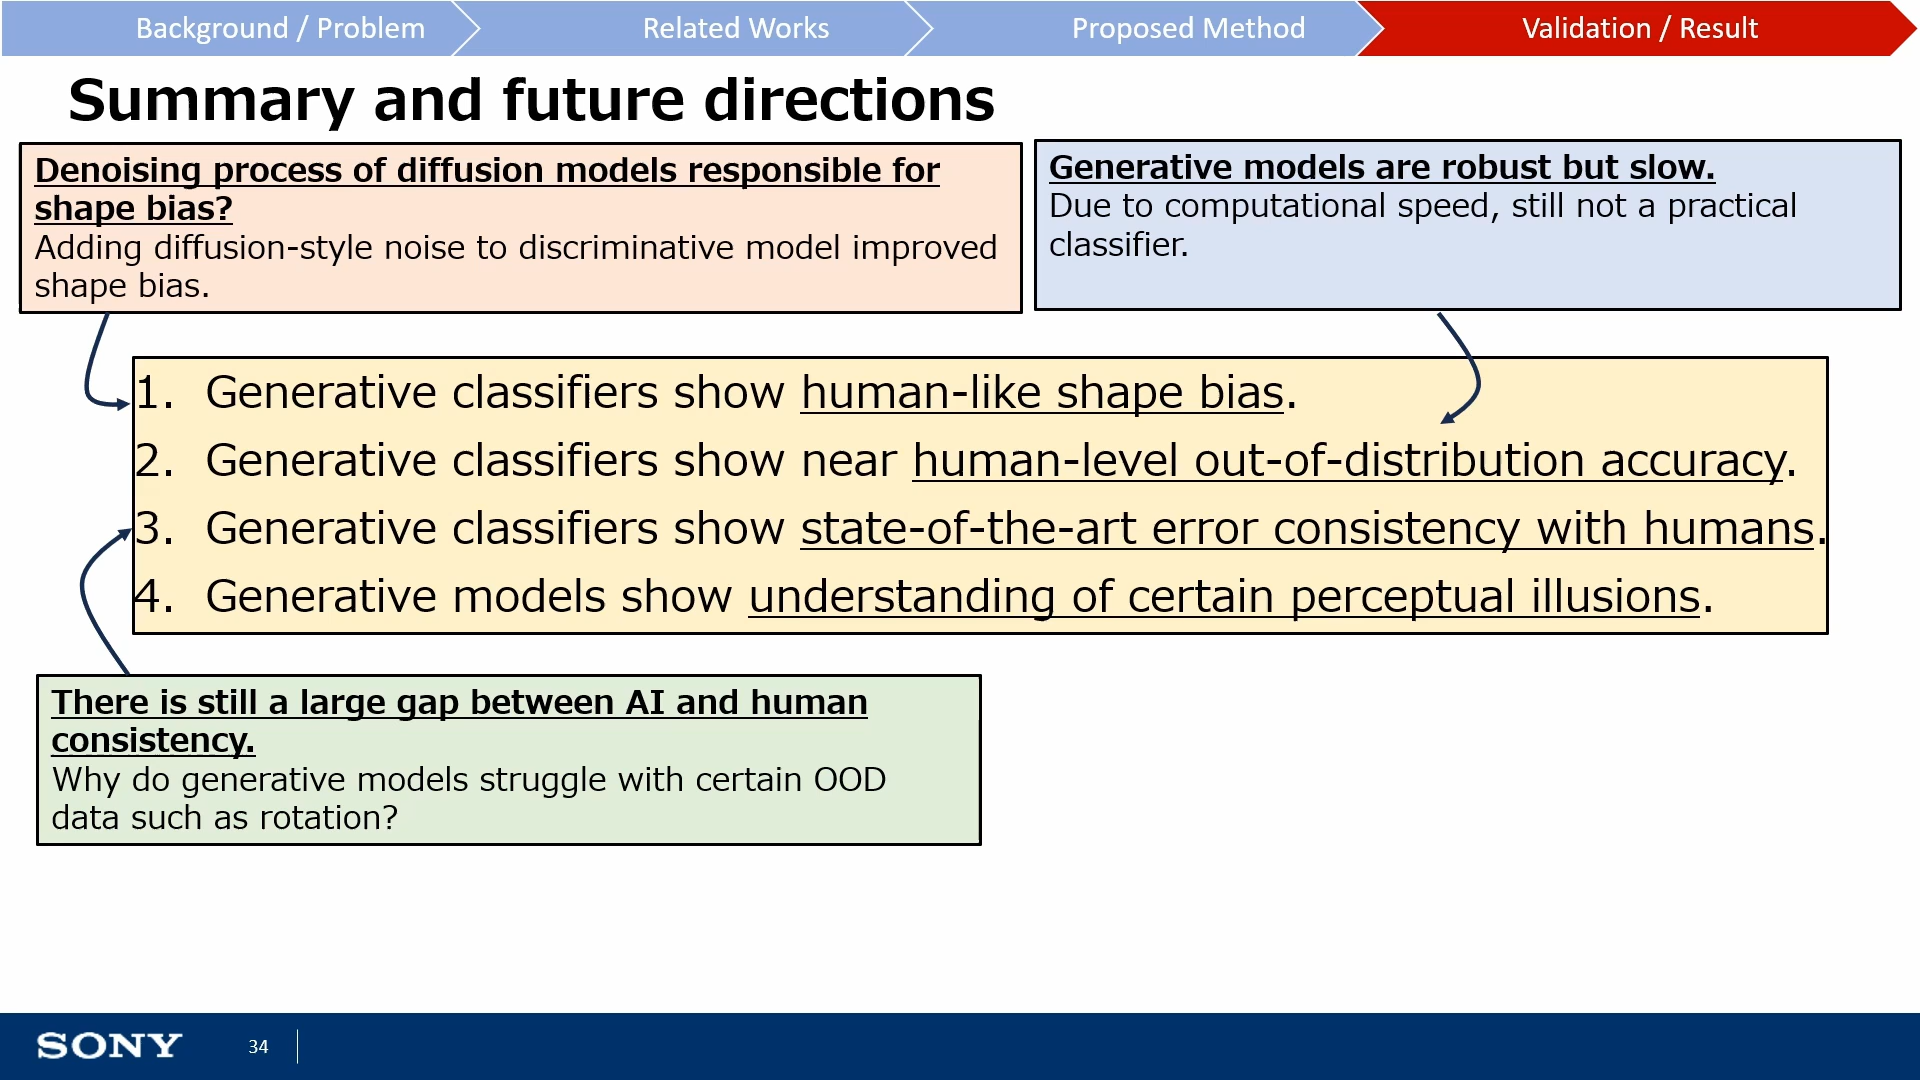 Background / Problem
Related Works
Proposed Method
Validation / Result
Summary and future directions
Denoising process of diffusion models responsible for
shape bias?
Adding diffusion-style noise to discriminative model improved
shape bias.
Generative models are robust but slow.
Due to computational speed, still not a practical
classifier.
1. Generative classifiers show human-like shape bias.
2. Generative classifiers show near human-level out-of-distribution accuracy.
3. Generative classifiers show state-of-the-art error consistency with humans.
4. Generative models show understanding of certain perceptual illusions.
There is still a large gap between AI and human
consistency.
Why do generative models struggle with certain OOD
data such as rotation?
SONY
34